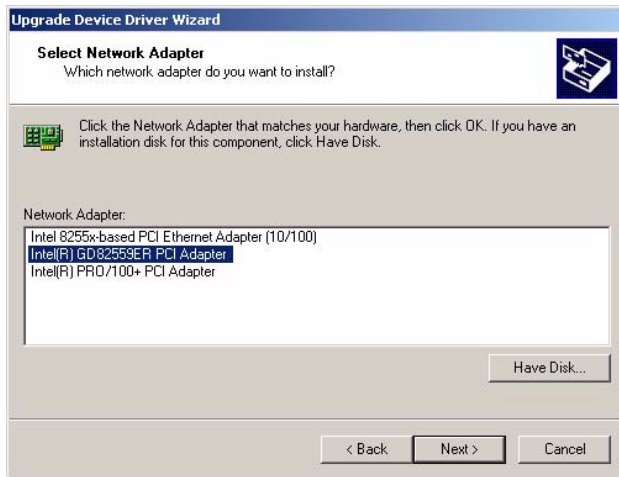 Upgrade Device Driver Wizard
Select Network Adapter
Which network adapter do you want to install?
Click the Network Adapter that matches your hardware, then click OK. If you have an
installation disk for this component, click Have Disk.
Network Adapter:
Intel 8255x-based PCI Ethernet Adapter (10/100)
Intel(R) GD82559ER PCI Adapter
Intel(R) PRO/100+ PCI Adapter
Have Disk...
< Back Next > Cancel